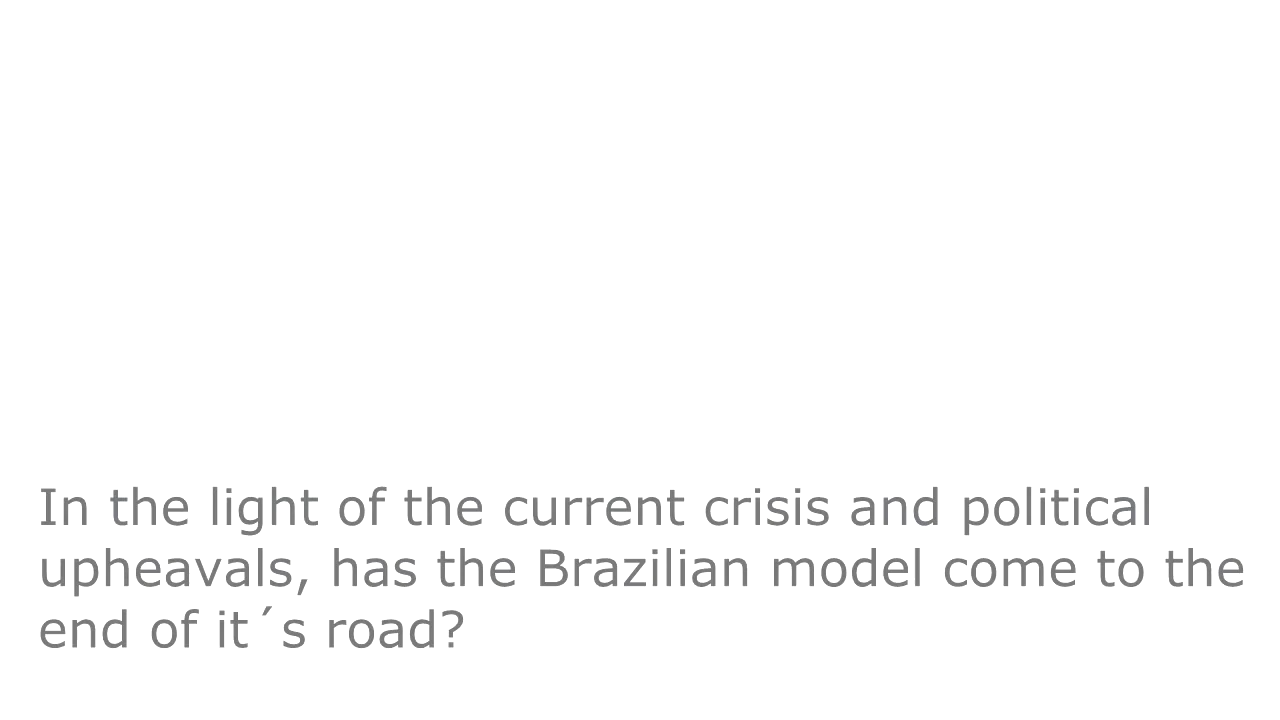 In the light of the current crisis and political
upheavals, has the Brazilian model come to the
end of it´s road?